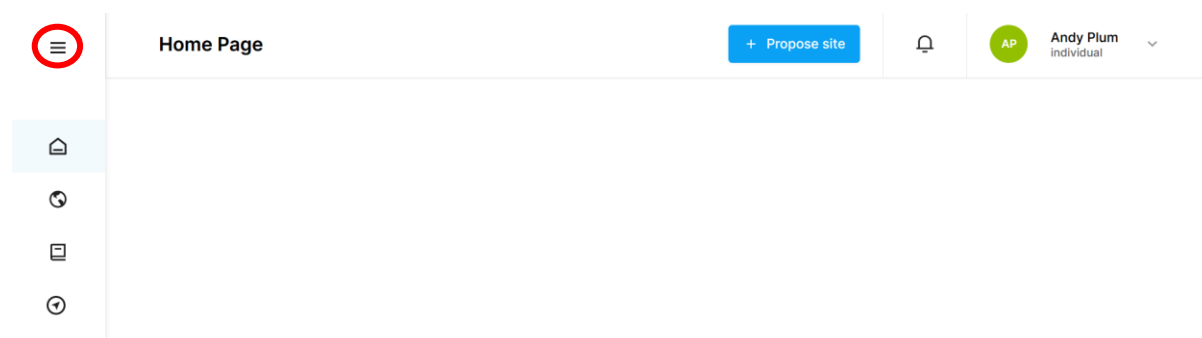 Home Page
+ Propose site
AP
Andy Plum
individual